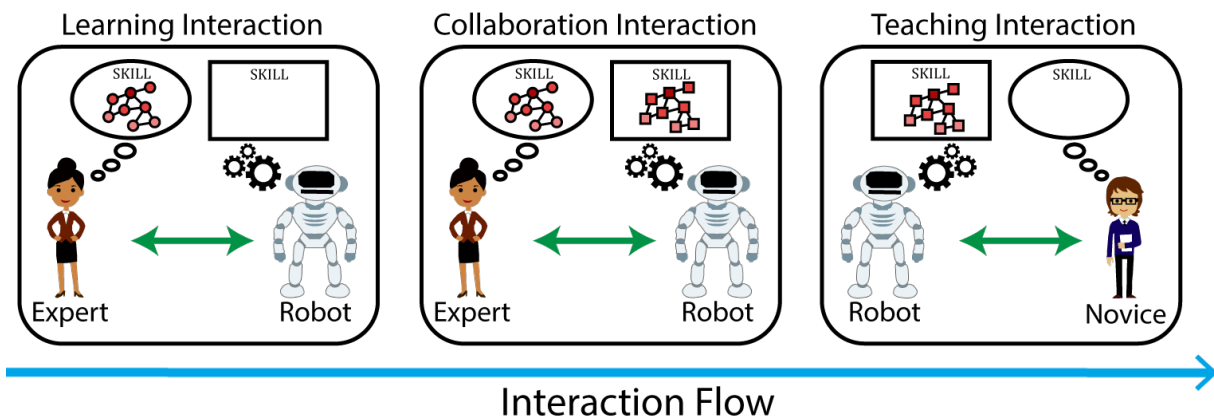 Learning Interaction
SKILL
SKILL
Expert
Robot
Collaboration Interaction
SKILL
SKILL
Expert
Robot
Teaching Interaction
SKILL
SKILL
Robot
Novice
Interaction Flow